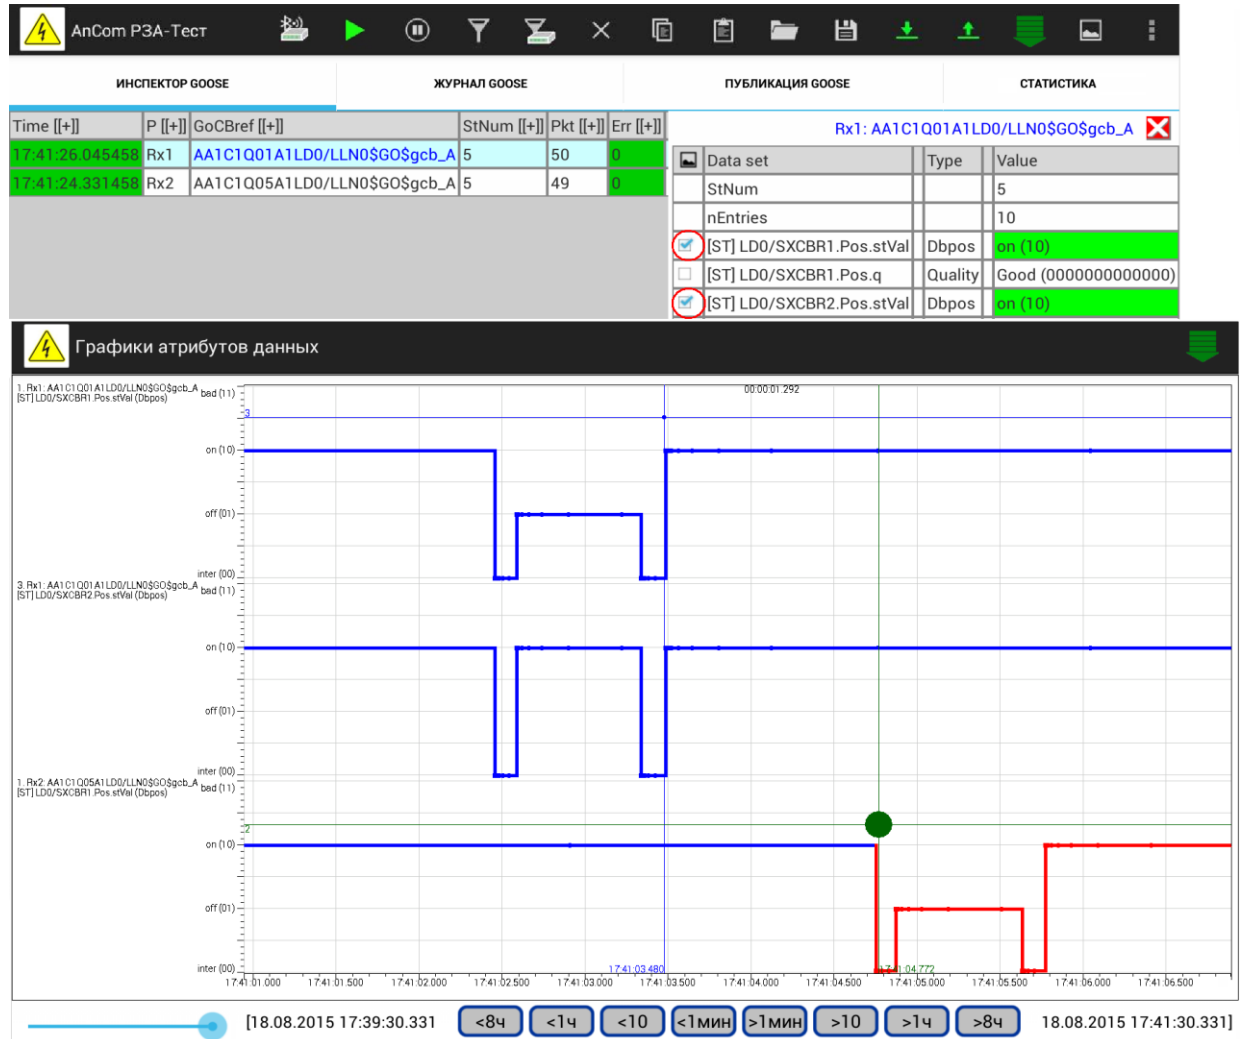 AnCom РЗА-Тест
ИНСПЕКТОР GOOSE
ЖУРНАЛ GOOSE
ПУБЛИКАЦИЯ GOOSE
СТАТИСТИКА
Time [[+]] P [[+]] GoCBref [[+]] StNum [[+]] Pkt [[+]] Err [[+]]
17:41:26.045458 Rx1 AA1C1Q01A1LD0/LLN0$GO$gcb_A 5 50 0
17:41:24.331458 Rx2 AA1C1Q05A1LD0/LLN0$GO$gcb_A 5 49 0
Rx1: AA1C1Q01A1LD0/LLN0$GO$gcb_A
Data set Type Value
StNum 5
nEntries 10
[ST] LD0/SXCBR1.Pos.stVal Dbpos on (10)
[ST] LD0/SXCBR1.Pos.q Quality Good (0000000000000)
[ST] LD0/SXCBR2.Pos.stVal Dbpos on (10)
Графики атрибутов данных
1. Rx1: AA1C1Q01A1LD0/LLN0$GO$gcb_A
[ST] LD0/SXCBR1.Pos.stVal (Dbpos)
bad (11)
00:00:01.292
3
on (10)
off (01)
inter (00)
3. Rx1: AA1C1Q01A1LD0/LLN0$GO$gcb_A
[ST] LD0/SXCBR2.Pos.stVal (Dbpos)
bad (11)
on (10)
off (01)
inter (00)
1. Rx2: AA1C1Q05A1LD0/LLN0$GO$gcb_A
[ST] LD0/SXCBR1.Pos.stVal (Dbpos)
bad (11)
2
on (10)
off (01)
inter (00)
17:41:03.480
17:41:04.772
17:41:01.000 17:41:01.500 17:41:02.000 17:41:02.500 17:41:03.000 17:41:03.500 17:41:04.000 17:41:04.500 17:41:05.000 17:41:05.500 17:41:06.000 17:41:06.500
[18.08.2015 17:39:30.331 <8ч <1ч <10 <1мин >1мин >10 >1ч >8ч 18.08.2015 17:41:30.331]